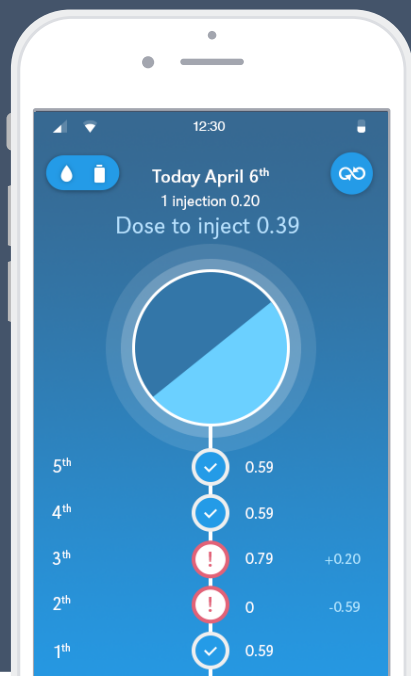 12:30
Today April 6th
1 injection 0.20
Dose to inject 0.39
5th 0.59
4th 0.59
3th ! 0.79 +0.20
2th ! 0 -0.59
1th 0.59